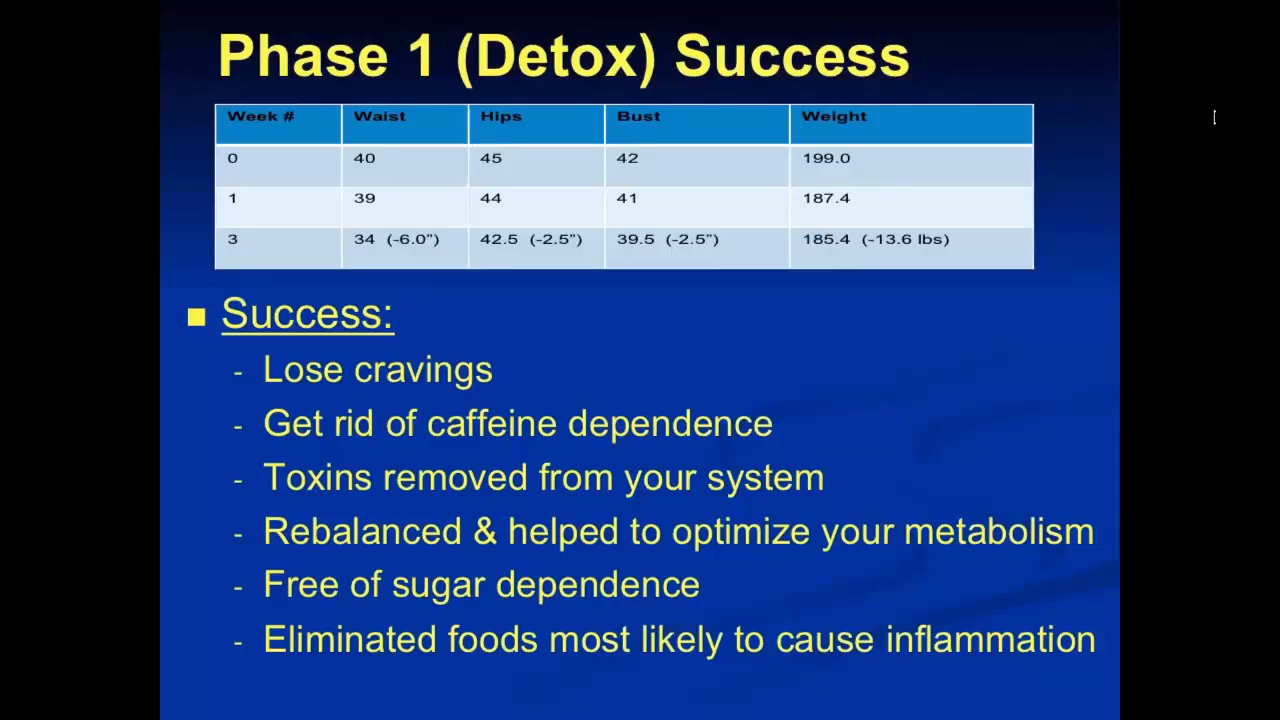 Phase 1 (Detox) Success
Week # Waist Hips Bust Weight
0 40 45 42 199.0
1 39 44 41 187.4
3 34 (-6.0") 42.5 (-2.5") 39.5 (-2.5") 185.4 (-13.6 lbs)
Success:
- Lose cravings
- Get rid of caffeine dependence
- Toxins removed from your system
- Rebalanced & helped to optimize your metabolism
- Free of sugar dependence
- Eliminated foods most likely to cause inflammation